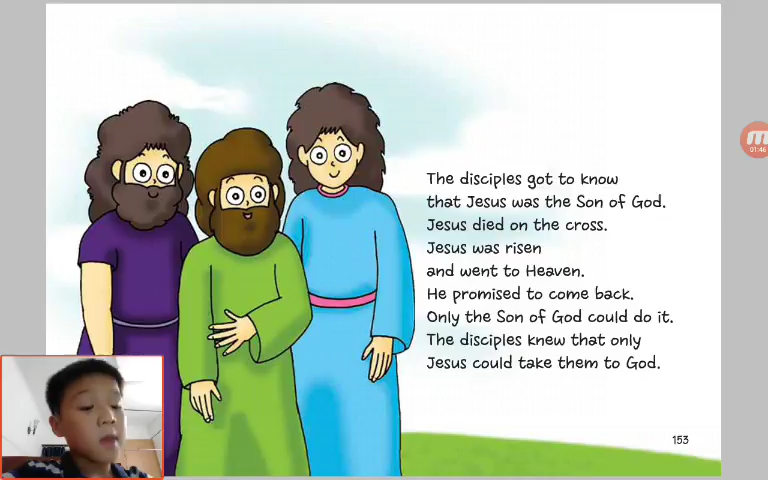 The disciples got to know
that Jesus was the Son of God.
Jesus died on the cross.
Jesus was risen
and went to Heaven.
He promised to come back.
Only the Son of God could do it.
The disciples knew that only
Jesus could take them to God.
153
01:46